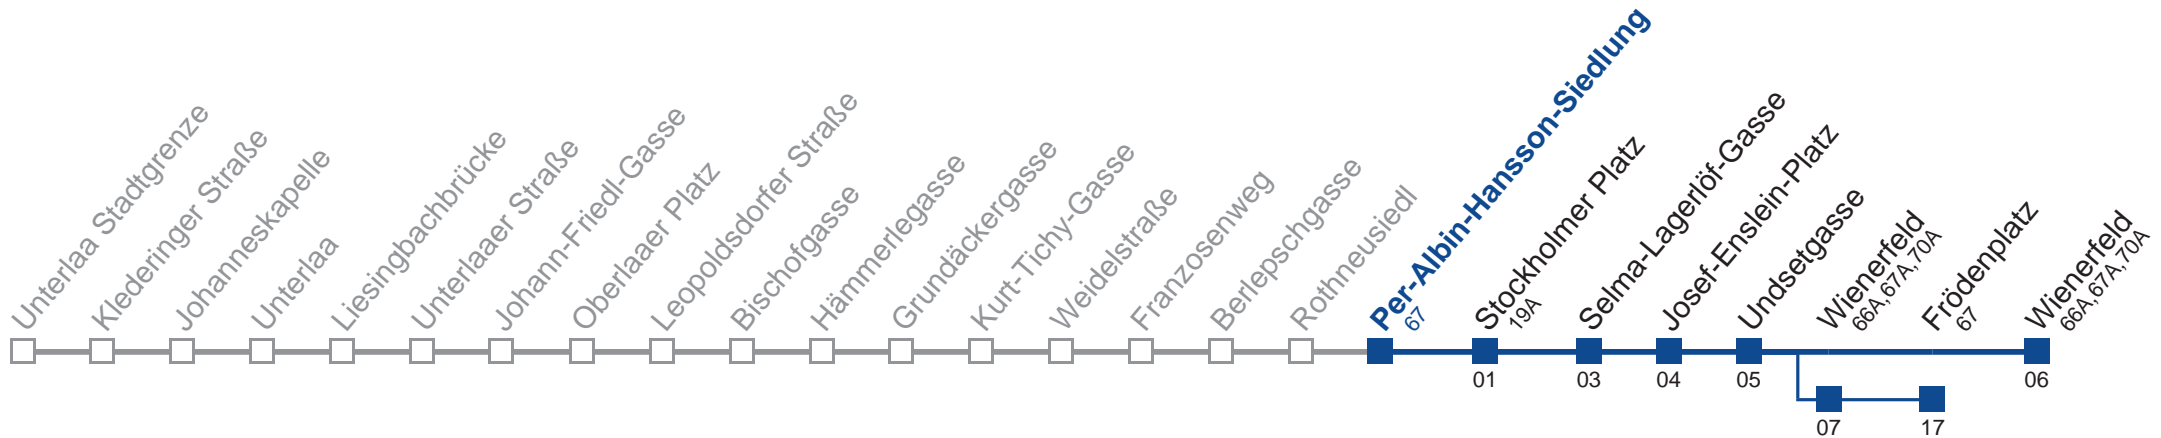 Unterlaa Stadtgrenze
Klederinger Straße
Johanneskapelle
Unterlaa
Liesingbachbrücke
Unterlaaer Straße
Johann-Friedl-Gasse
Oberlaaer Platz
Leopoldsdorfer Straße
Bischofgasse
Hämmerlegasse
Grundäckergasse
Kurt-Tichy-Gasse
Weidelstraße
Franzosenweg
Berlepschgasse
Rothneusiedl
Per-Albin-Hansson-Siedlung
67
Stockholmer Platz
19A
Selma-Lagerlöf-Gasse
Josef-Enslein-Platz
Undsetgasse
Wienerfeld
66A,67A,70A
Frödenplatz
67
Wienerfeld
66A,67A,70A
01
03
04
05
06
07
17